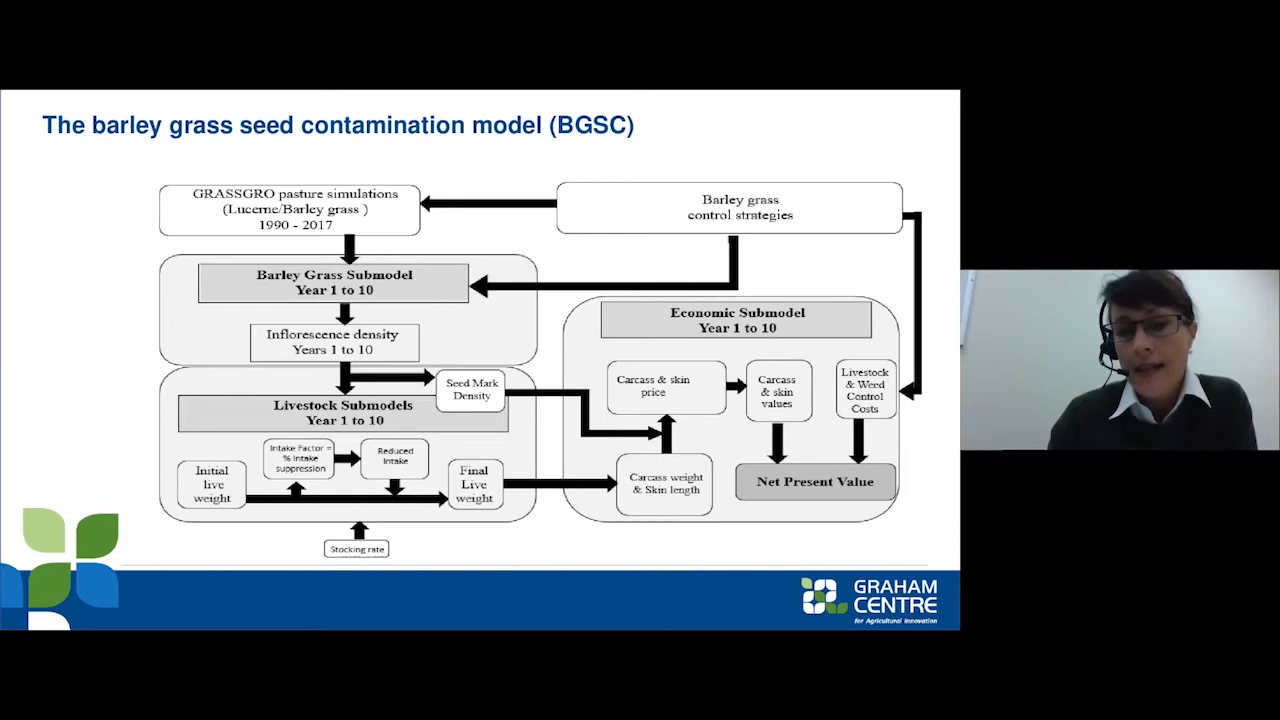 The barley grass seed contamination model (BGSC)
GRASSGRO pasture simulations
(Lucerne/Barley grass )
1990 - 2017
Barley grass
control strategies
Barley Grass Submodel
Year 1 to 10
Inflorescence density
Years 1 to 10
Seed Mark
Density
Livestock Submodels
Year 1 to 10
Intake Factor =
% Intake
suppression
Reduced
Intake
Initial
live
weight
Final
Live
weight
Stocking rate
Economic Submodel
Year 1 to 10
Carcass & skin
price
Carcass
& skin
values
Livestock
& Weed
Control
Costs
Carcass weight
& Skin length
Net Present Value
GRAHAM
CENTRE
for Agricultural Innovation